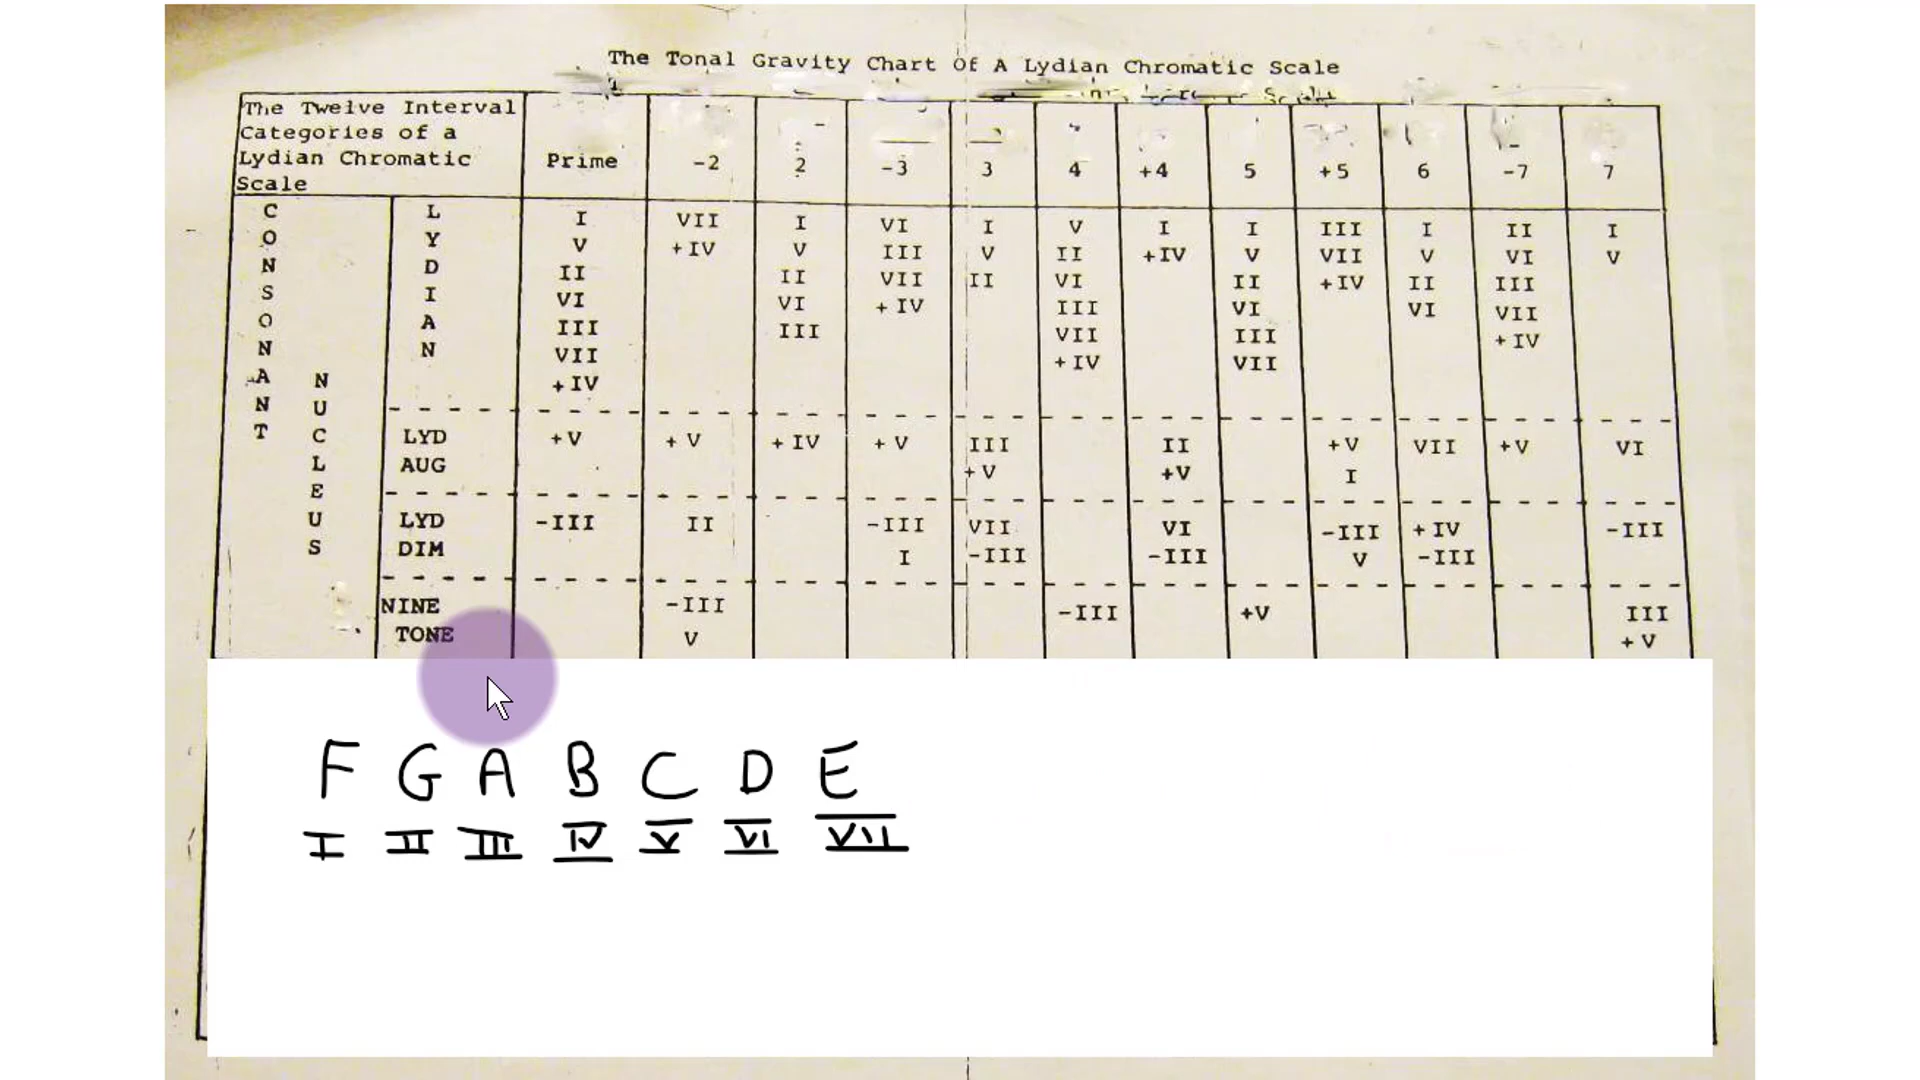 The Tonal Gravity Chart Of A Lydian Chromatic Scale
The Twelve Interval
Categories of a
Lydian Chromatic
Scale
Prime -2 2 -3 3 4 +4 5 +5 6 -7 7
CONSONANT
NUCLEUS
LYDIAN
I VII I VI I V I I III I II I
V +IV V III V II +IV V VII V VI V
II II VII II VI II +IV II III
VI VI +IV III VI VI VII
III III VII III +IV
VII +IV VII
+IV
LYD +V +V +IV +V III II +V VII +V VI
AUG +V +V I
LYD -III II -III VII VI -III +IV -III
DIM I -III -III V -III
NINE -III -III +V III
TONE V +V
F G A B C D E
I II III IV V VI VII